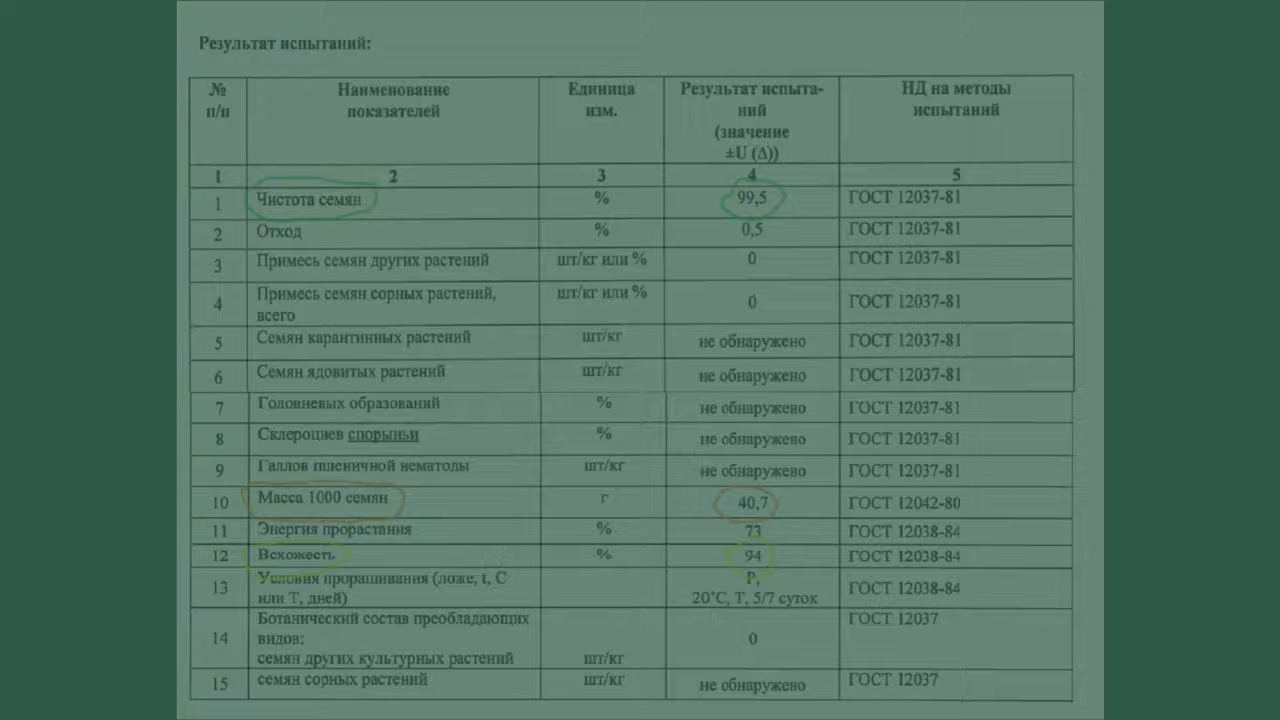 Результат испытаний:
№ п/п Наименование показателей Единица изм. Результат испыта-ний (значение ±U (Δ)) НД на методы испытаний
1 2 3 4 5
1 Чистота семян % 99,5 ГОСТ 12037-81
2 Отход % 0,5 ГОСТ 12037-81
3 Примесь семян других растений шт/кг или % 0 ГОСТ 12037-81
4 Примесь семян сорных растений, всего шт/кг или % 0 ГОСТ 12037-81
5 Семян карантинных растений шт/кг не обнаружено ГОСТ 12037-81
6 Семян ядовитых растений шт/кг не обнаружено ГОСТ 12037-81
7 Головневых образований % не обнаружено ГОСТ 12037-81
8 Склероциев спорыньи % не обнаружено ГОСТ 12037-81
9 Галлов пшеничной нематоды шт/кг не обнаружено ГОСТ 12037-81
10 Масса 1000 семян г 40,7 ГОСТ 12042-80
11 Энергия прорастания % 73 ГОСТ 12038-84
12 Всхожесть % 94 ГОСТ 12038-84
13 Условия проращивания (ложе, t, С или Т, дней) Р, 20˚С, Т, 5/7 суток ГОСТ 12038-84
14 Ботанический состав преобладающих видов: семян других культурных растений шт/кг 0 ГОСТ 12037
15 семян сорных растений шт/кг не обнаружено ГОСТ 12037